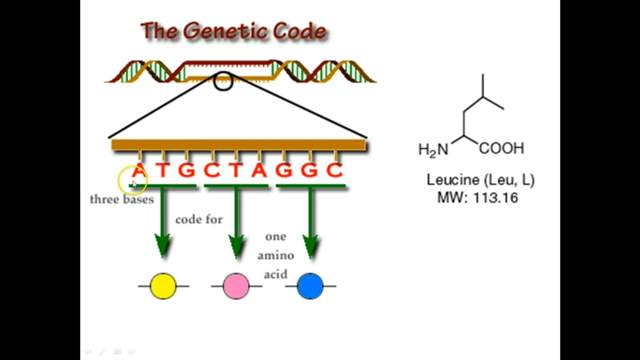 The Genetic Code
A T G C T A G G C
three bases
code for
one
amino
acid
H₂N
COOH
Leucine (Leu, L)
MW: 113.16